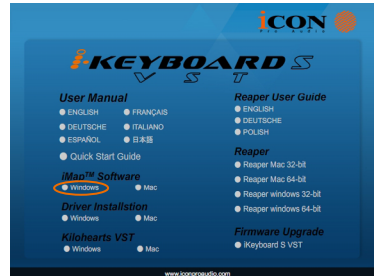 iCON
Pro Audio
i-KEYBOARD S
VST
User Manual
ENGLISH
FRANÇAIS
DEUTSCHE
ITALIANO
ESPAÑOL
日本語
Quick Start Guide
iMap™ Software
Windows
Mac
Driver Installistion
Windows
Mac
Kilohearts VST
Windows
Mac
Reaper User Guide
ENGLISH
DEUTSCHE
POLISH
Reaper
Reaper Mac 32-bit
Reaper Mac 64-bit
Reaper windows 32-bit
Reaper windows 64-bit
Firmware Upgrade
iKeyboard S VST
www.iconproaudio.com